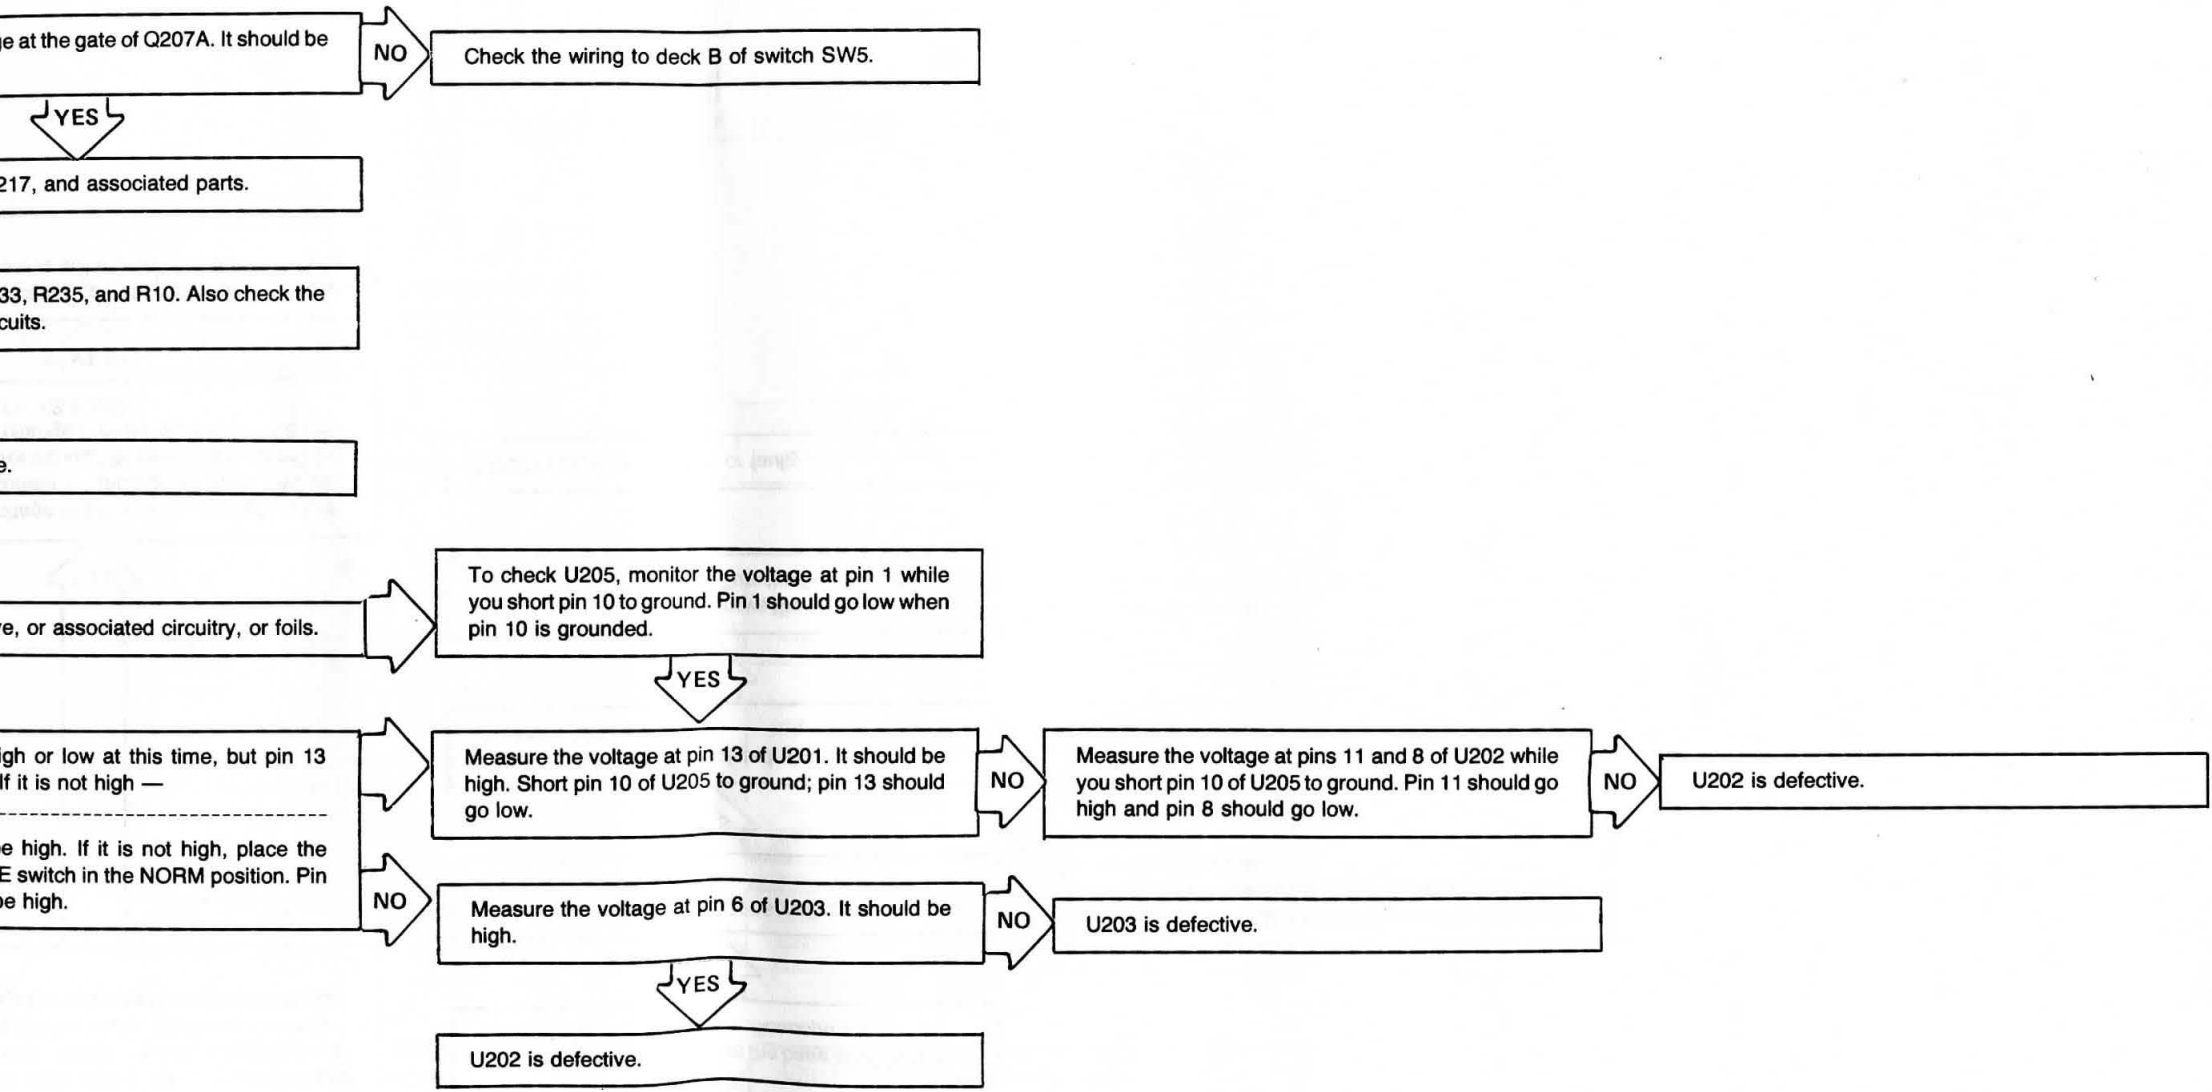 ge at the gate of Q207A. It should be
NO
Check the wiring to deck B of switch SW5.
YES
217, and associated parts.
33, R235, and R10. Also check the
cuits.
e.
To check U205, monitor the voltage at pin 1 while
you short pin 10 to ground. Pin 1 should go low when
pin 10 is grounded.
ve, or associated circuitry, or foils.
YES
igh or low at this time, but pin 13
If it is not high —
Measure the voltage at pin 13 of U201. It should be
high. Short pin 10 of U205 to ground; pin 13 should
go low.
NO
Measure the voltage at pins 11 and 8 of U202 while
you short pin 10 of U205 to ground. Pin 11 should go
high and pin 8 should go low.
NO
U202 is defective.
e high. If it is not high, place the
E switch in the NORM position. Pin
be high.
NO
Measure the voltage at pin 6 of U203. It should be
high.
NO
U203 is defective.
YES
U202 is defective.